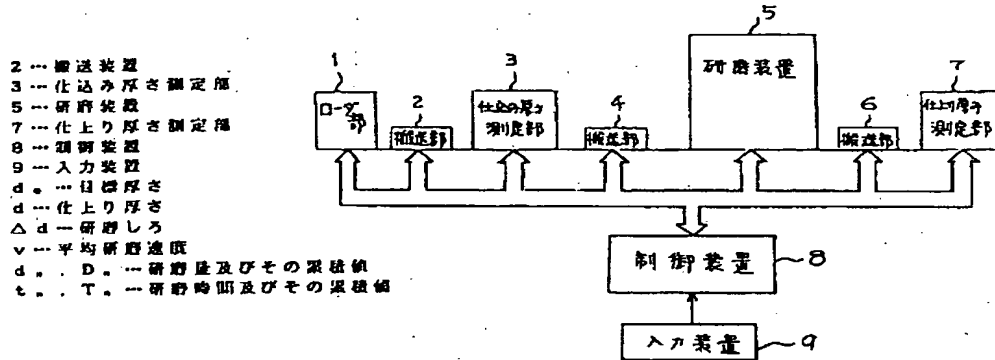 2…搬送装置
3…仕込み厚さ測定部
5…研磨装置
7…仕上り厚さ測定部
8…制御装置
9…入力装置
d₀…目標厚さ
d…仕上り厚さ
Δd…研磨しろ
v…平均研磨速度
dₙ, Dₙ…研磨量及びその累積値
tₙ, Tₙ…研磨時間及びその累積値
1
ローダ部
2
搬送部
3
仕込み厚さ
測定部
4
搬送部
5
研磨装置
6
搬送部
7
仕上り厚さ
測定部
制御装置
8
入力装置
9